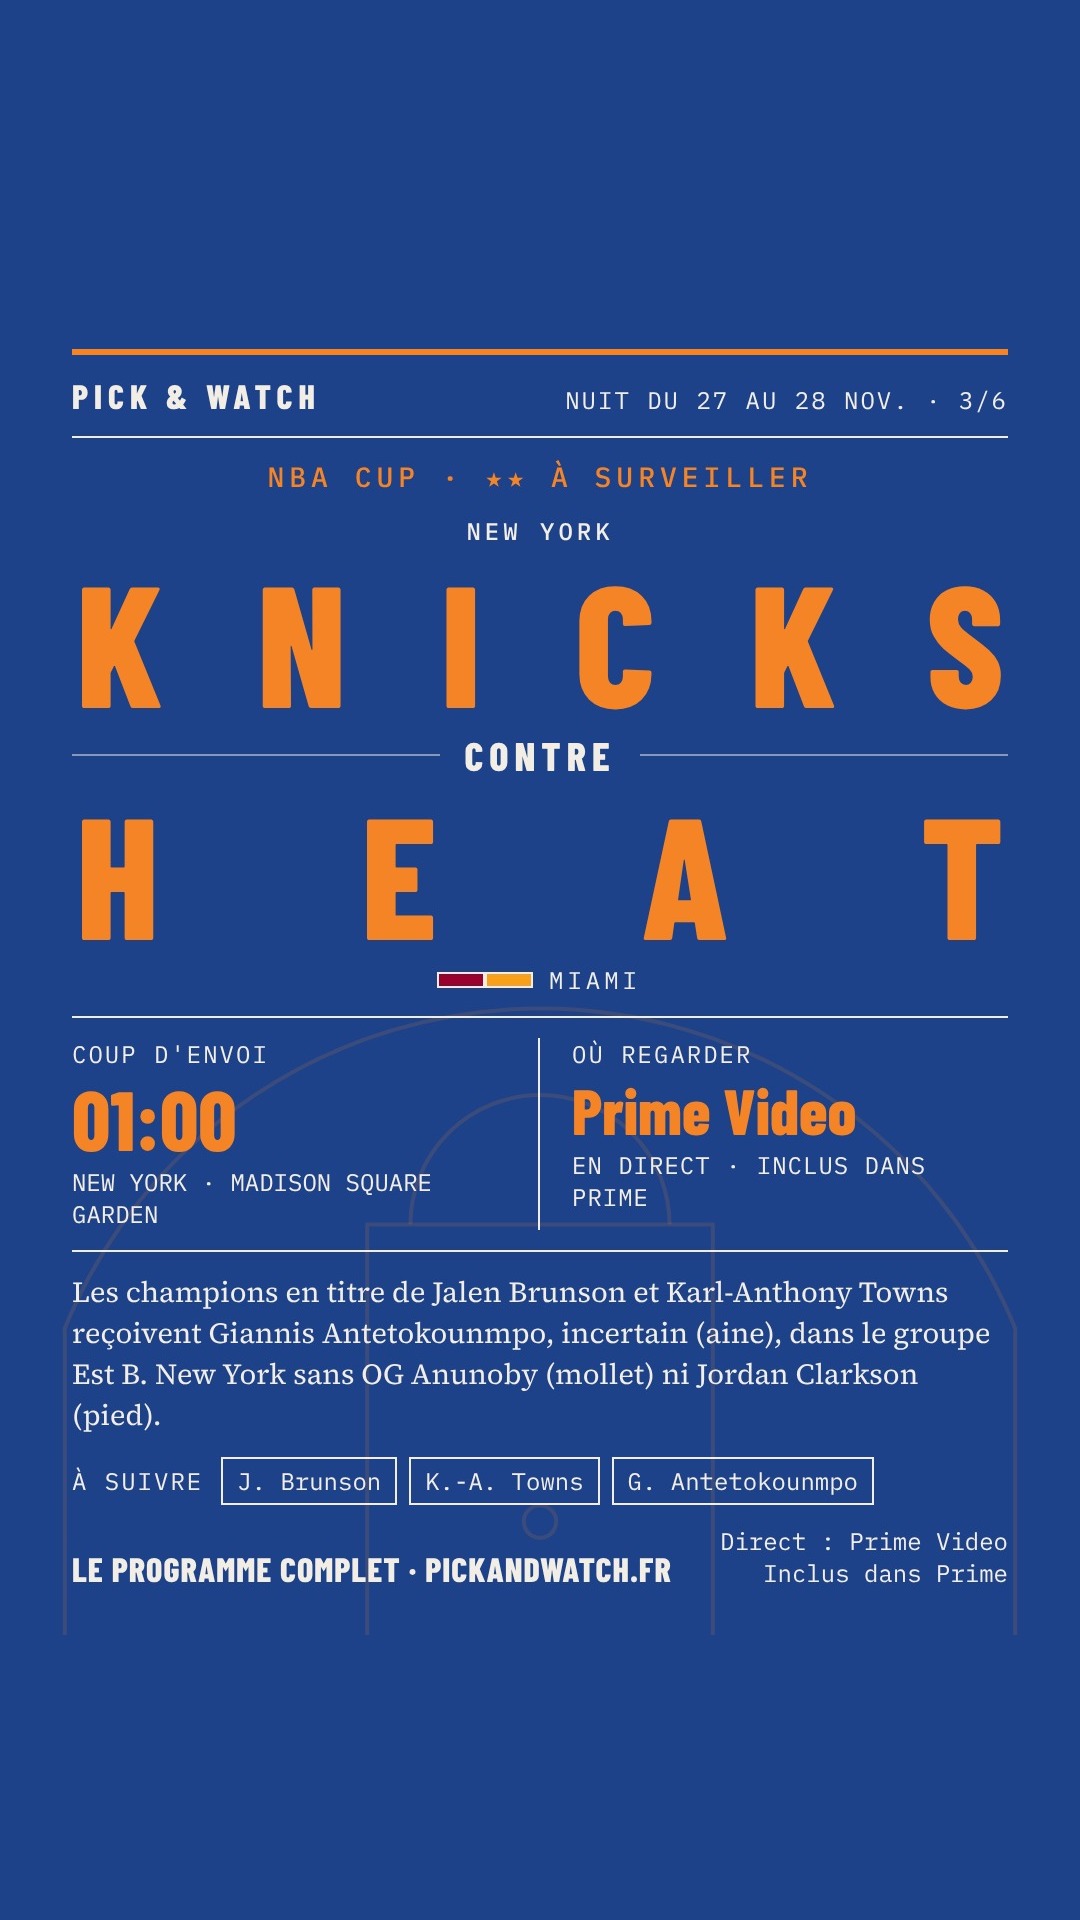 PICK & WATCH
NUIT DU 27 AU 28 NOV. · 3/6
NBA CUP · ★★ À SURVEILLER
NEW YORK
KNICKS
CONTRE
HEAT
MIAMI
COUP D'ENVOI
01:00
NEW YORK · MADISON SQUARE
GARDEN
OÙ REGARDER
Prime Video
EN DIRECT · INCLUS DANS
PRIME
Les champions en titre de Jalen Brunson et Karl-Anthony Towns
reçoivent Giannis Antetokounmpo, incertain (aine), dans le groupe
Est B. New York sans OG Anunoby (mollet) ni Jordan Clarkson
(pied).
À SUIVRE J. Brunson K.-A. Towns G. Antetokounmpo
LE PROGRAMME COMPLET · PICKANDWATCH.FR
Direct : Prime Video
Inclus dans Prime